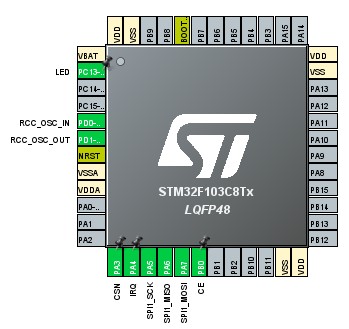 VDD
VSS
PB9
PB8
BOOT.
PB7
PB6
PB5
PB4
PB3
PA15
PA14
VBAT
LED PC13-..
PC14-..
PC15-..
RCC_OSC_IN PD0-..
RCC_OSC_OUT PD1-..
NRST
VSSA
VDDA
PA0-..
PA1
PA2
VDD
VSS
PA13
PA12
PA11
PA10
PA9
PA8
PB15
PB14
PB13
PB12
ST
STM32F103C8Tx
LQFP48
PA3
PA4
PA5
PA6
PA7
PB0
PB1
PB2
PB10
PB11
VSS
VDD
CSN
IRQ
SPI1_SCK
SPI1_MISO
SPI1_MOSI
CE